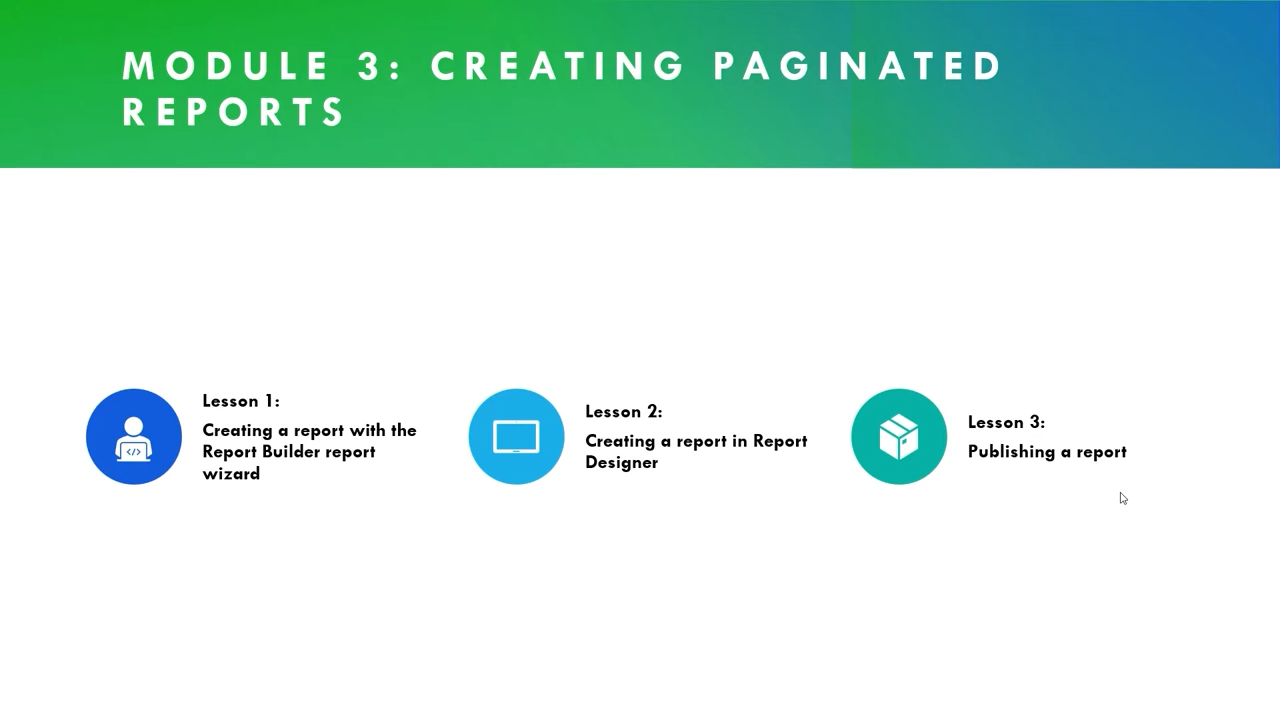 MODULE 3: CREATING PAGINATED
REPORTS
Lesson 1:
Creating a report with the
Report Builder report
wizard
Lesson 2:
Creating a report in Report
Designer
Lesson 3:
Publishing a report